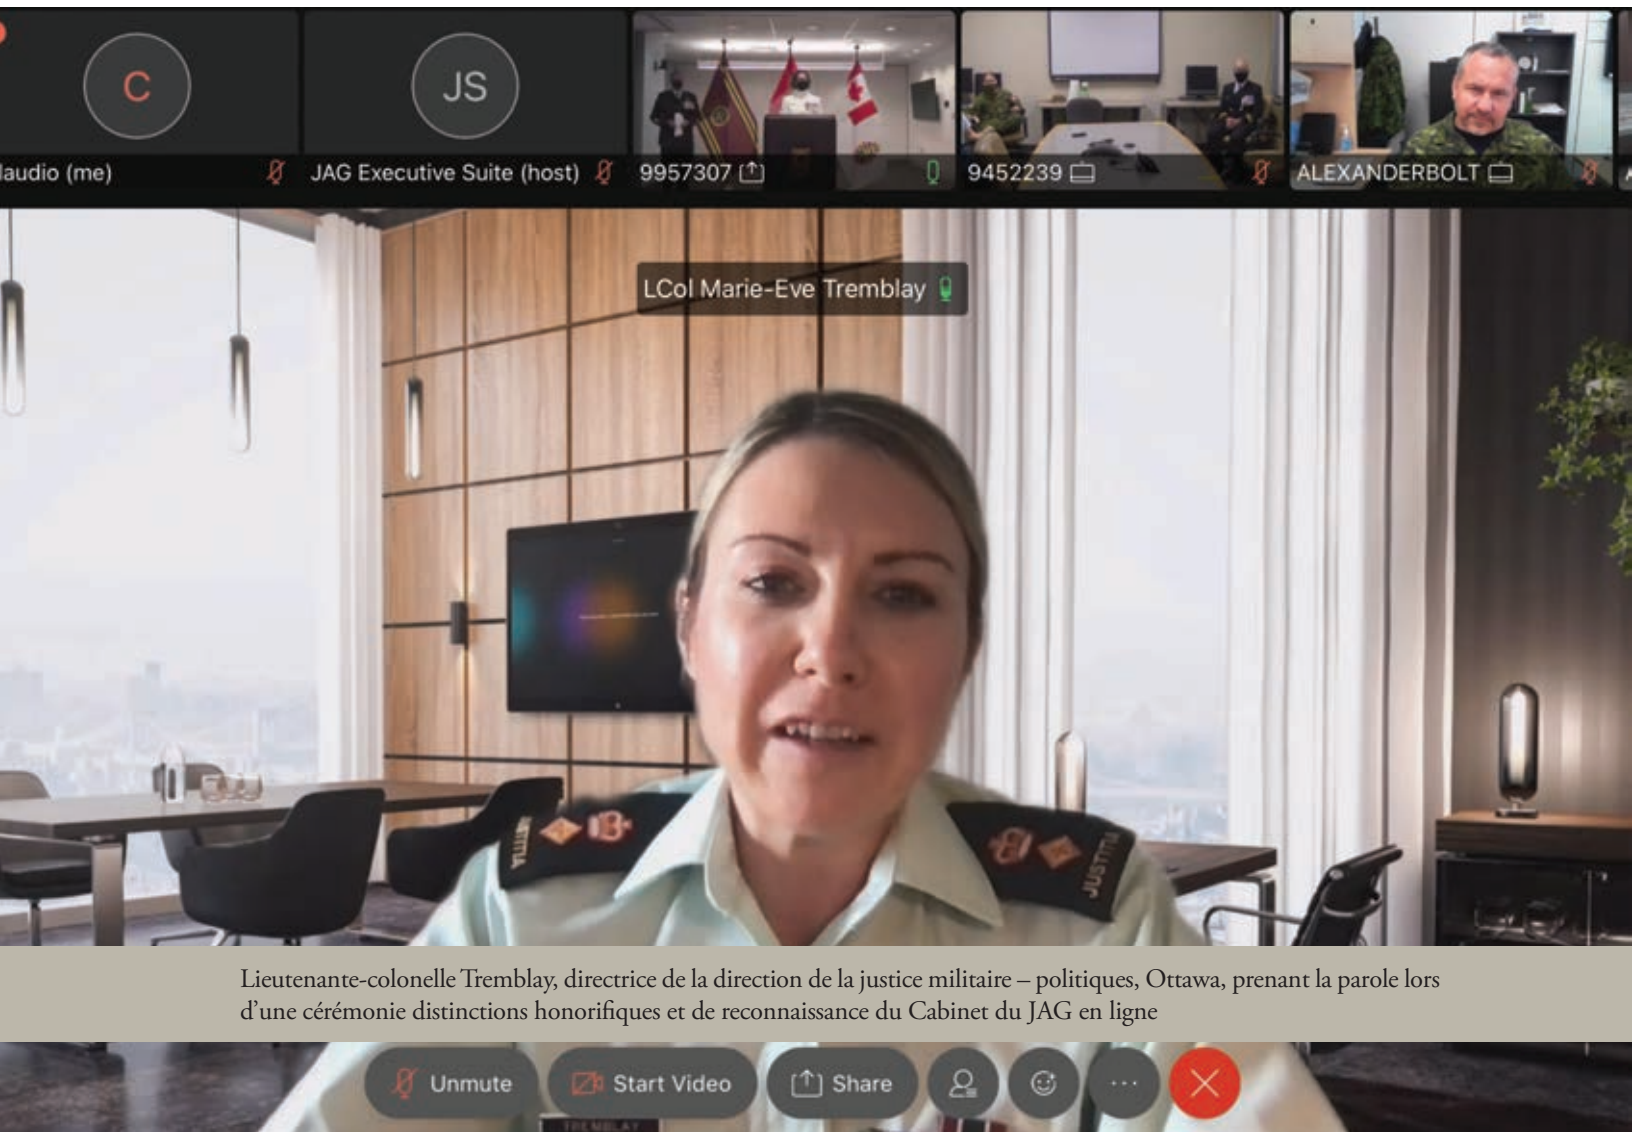 C
JS
laudio (me)
JAG Executive Suite (host)
9957307
9452239
ALEXANDERBOLT
LCol Marie-Eve Tremblay
JUSTITIA
Lieutenante-colonelle Tremblay, directrice de la direction de la justice militaire – politiques, Ottawa, prenant la parole lors
d’une cérémonie distinctions honorifiques et de reconnaissance du Cabinet du JAG en ligne
Unmute
Start Video
Share
TREMBLAY